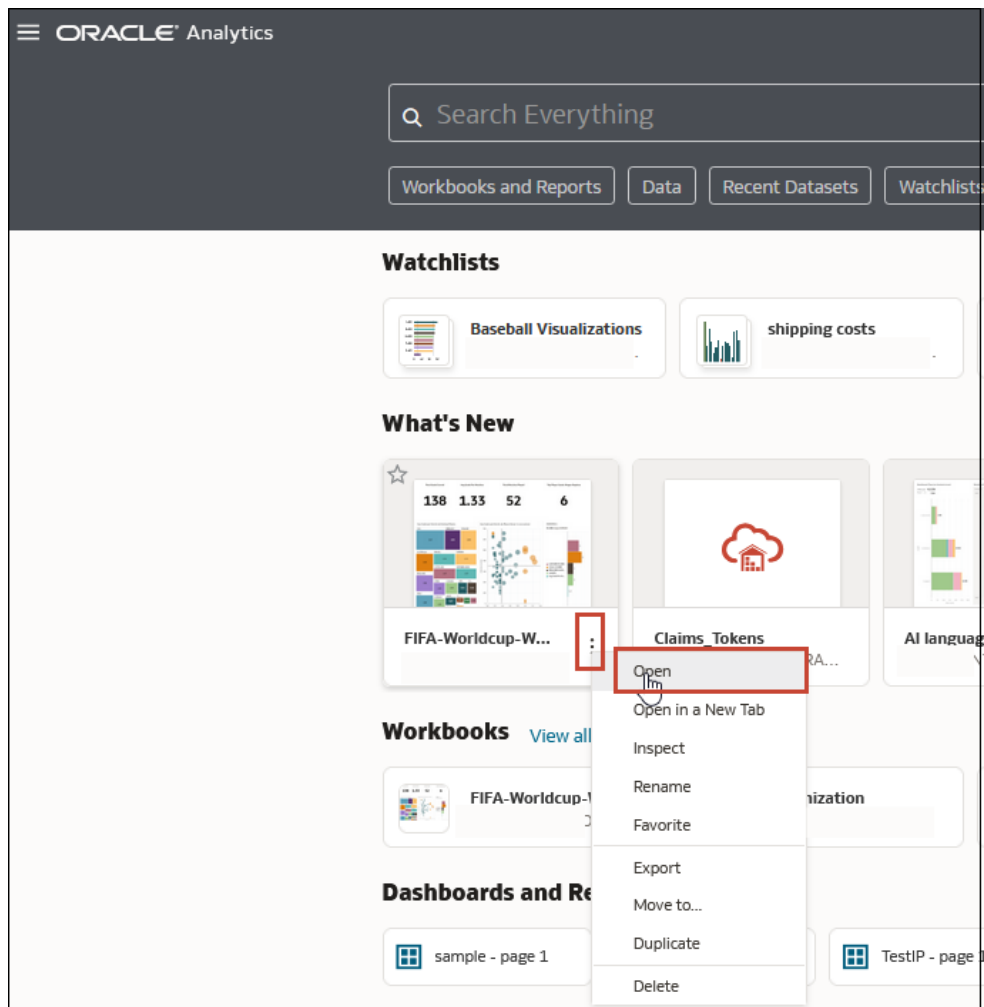 ORACLE® Analytics
Search Everything
Workbooks and Reports
Data
Recent Datasets
Watchlists
Watchlists
Baseball Visualizations
shipping costs
What's New
138 1.33 52 6
FIFA-Worldcup-W...
Claims_Tokens
RA...
AI languag
Open
Open in a New Tab
Inspect
Rename
Favorite
Export
Move to...
Duplicate
Delete
Workbooks View all
FIFA-Worldcup-
nization
Dashboards and Re
sample - page 1
TestIP - page 1